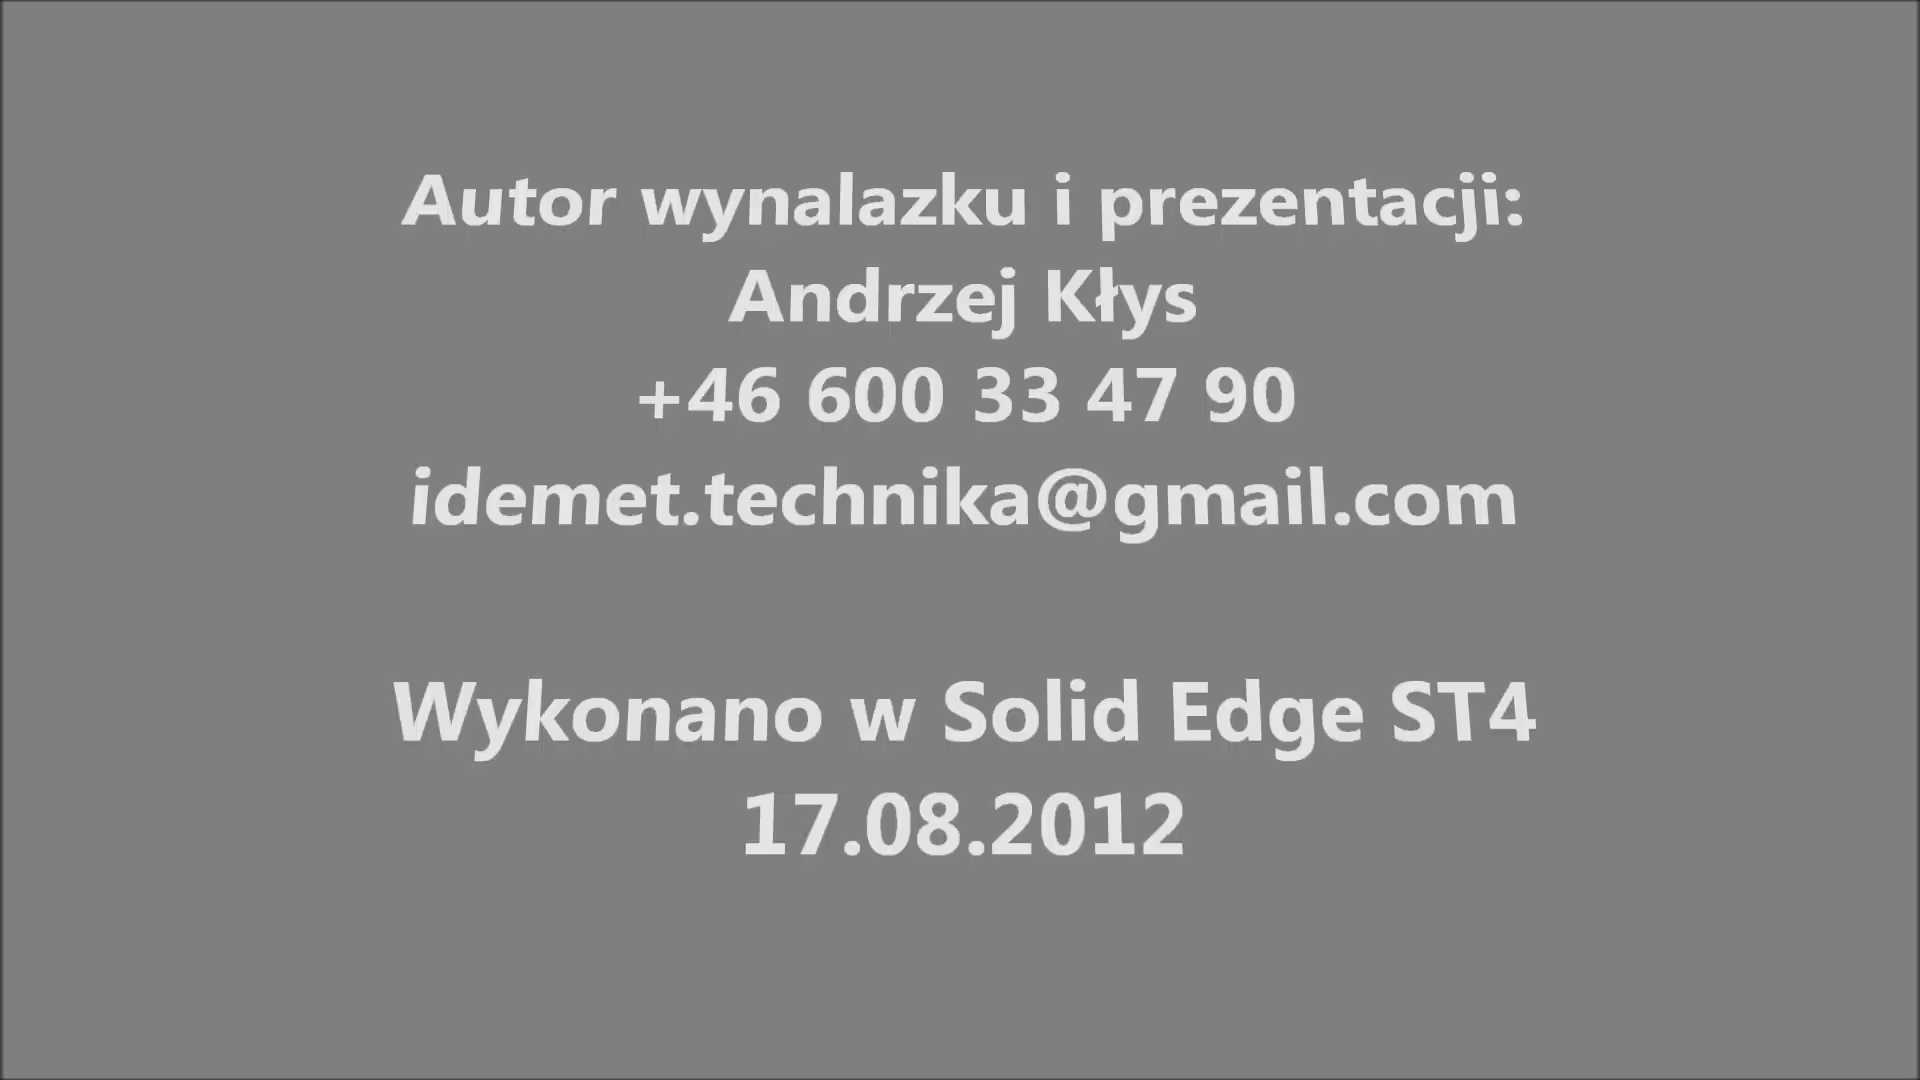 Autor wynalazku i prezentacji:
Andrzej Kłys
+46 600 33 47 90
idemet.technika@gmail.com
Wykonano w Solid Edge ST4
17.08.2012